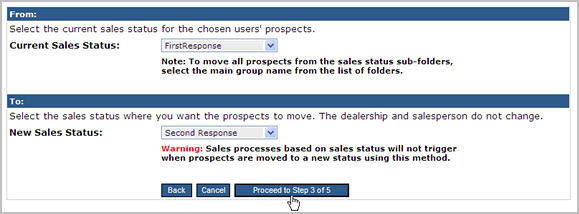 From:
Select the current sales status for the chosen users' prospects.
Current Sales Status: FirstResponse
Note: To move all prospects from the sales status sub-folders,
select the main group name from the list of folders.
To:
Select the sales status where you want the prospects to move. The dealership and salesperson do not change.
New Sales Status: Second Response
Warning: Sales processes based on sales status will not trigger
when prospects are moved to a new status using this method.
Back Cancel Proceed to Step 3 of 5